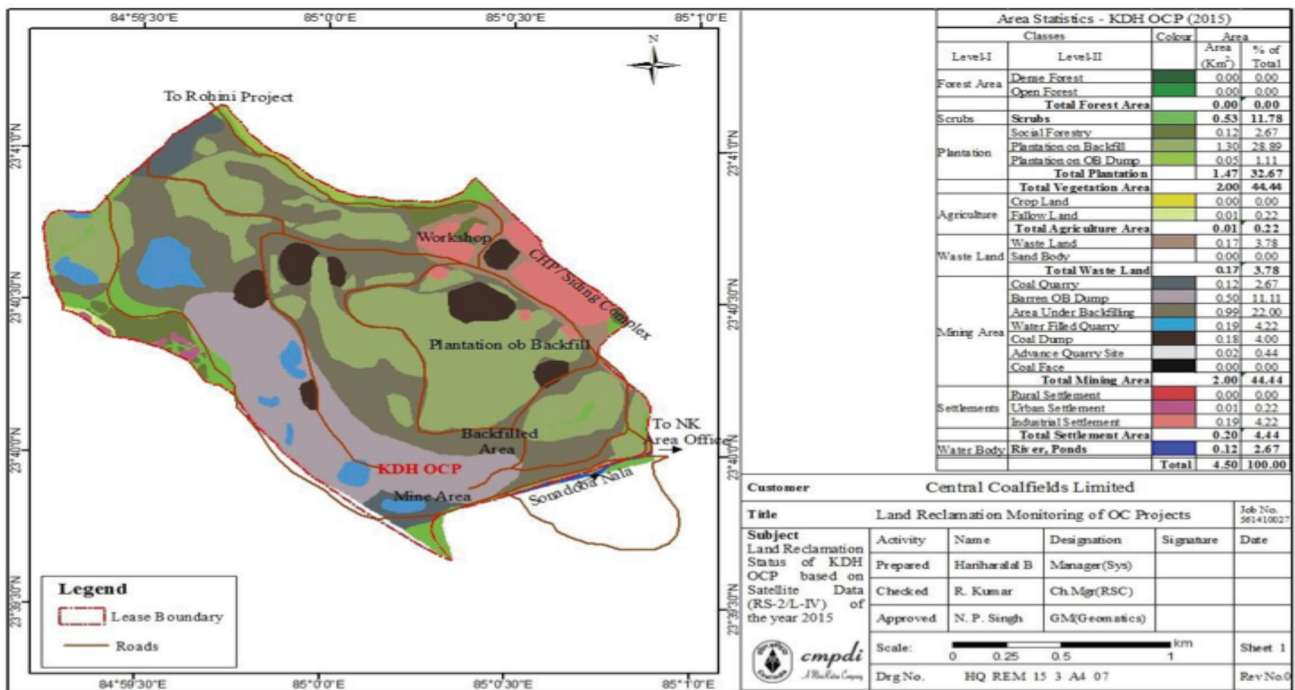 84°59'30"E 85°0'0"E 85°0'30"E 85°1'0"E
N
To Rohini Project
23°41'0"N
23°41'0"N
Workshop
CHP/Siding Complex
23°40'30"N
23°40'30"N
Plantation ob Backfill
To NK
Area Office
Backfilled
Area
23°40'0"N
23°40'0"N
KDH OCP
Mine Area
Sonadoba Nala
23°39'30"N
23°39'30"N
Legend
Lease Boundary
Roads
84°59'30"E 85°0'0"E 85°0'30"E 85°1'0"E
Area Statistics - KDH OCP (2015)
Classes Colour Area
Level-I Level-II Area (Km²) % of Total
Forest Area Dense Forest 0.00 0.00
Open Forest 0.00 0.00
Total Forest Area 0.00 0.00
Scrubs Scrubs 0.53 11.78
Plantation Social Forestry 0.12 2.67
Plantation on Backfill 1.30 28.89
Plantation on OB Dump 0.05 1.11
Total Plantation 1.47 32.67
Total Vegetation Area 2.00 44.44
Agriculture Crop Land 0.00 0.00
Fallow Land 0.01 0.22
Total Agriculture Area 0.01 0.22
Waste Land Waste Land 0.17 3.78
Sand Body 0.00 0.00
Total Waste Land 0.17 3.78
Mining Area Coal Quarry 0.12 2.67
Barren OB Dump 0.50 11.11
Area Under Backfilling 0.99 22.00
Water Filled Quarry 0.19 4.22
Coal Dump 0.18 4.00
Advance Quarry Site 0.02 0.44
Coal Face 0.00 0.00
Total Mining Area 2.00 44.44
Settlements Rural Settlement 0.00 0.00
Urban Settlement 0.01 0.22
Industrial Settlement 0.19 4.22
Total Settlement Area 0.20 4.44
Water Body River, Ponds 0.12 2.67
Total 4.50 100.00
Customer Central Coalfields Limited
Title Land Reclamation Monitoring of OC Projects Job No. 561410027
Subject
Land Reclamation
Status of KDH
OCP based on
Satellite Data
(RS-2/L-IV) of
the year 2015
Activity Name Designation Signature Date
Prepared Hariharalal B Manager(Sys)
Checked R. Kumar Ch.Mgr(RSC)
Approved N. P. Singh GM(Geomatics)
cmpdi
A Mini Ratna Company
Scale: 0 0.25 0.5 1 km Sheet 1
Drg No. HQ REM 15 3 A4 07 Rev No.0